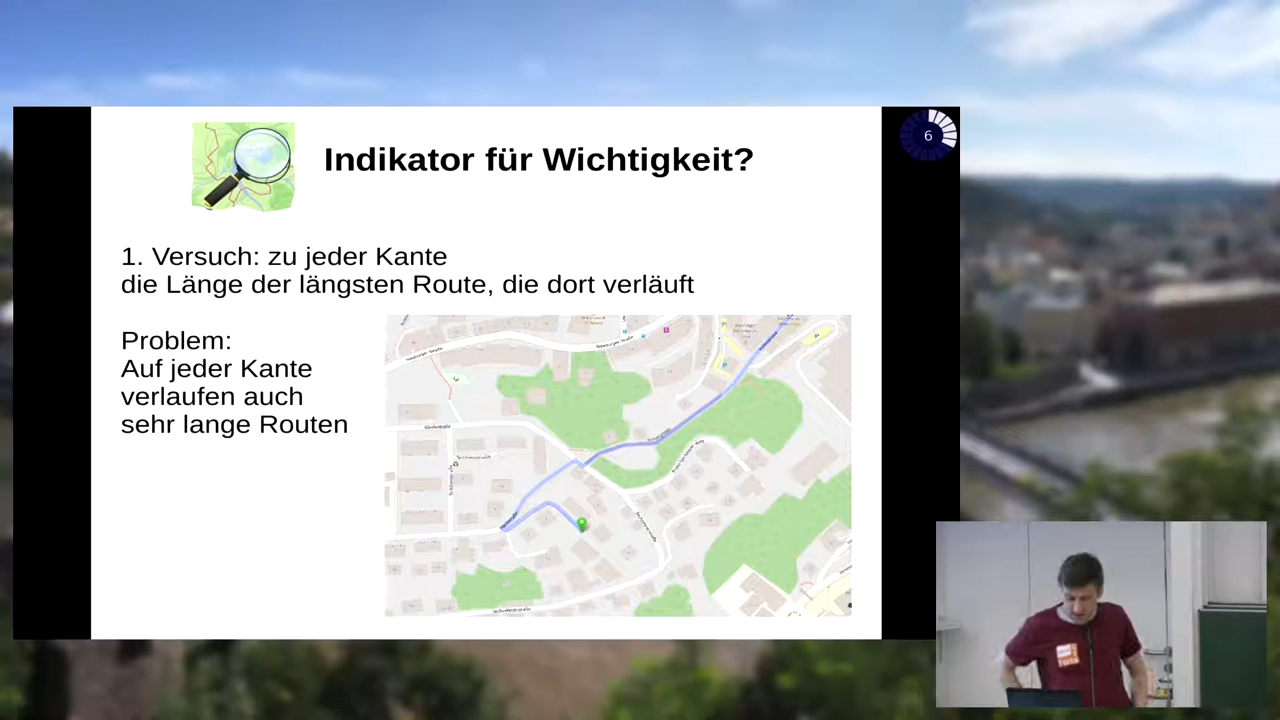 Indikator für Wichtigkeit?
6
1. Versuch: zu jeder Kante
die Länge der längsten Route, die dort verläuft
Problem:
Auf jeder Kante
verlaufen auch
sehr lange Routen